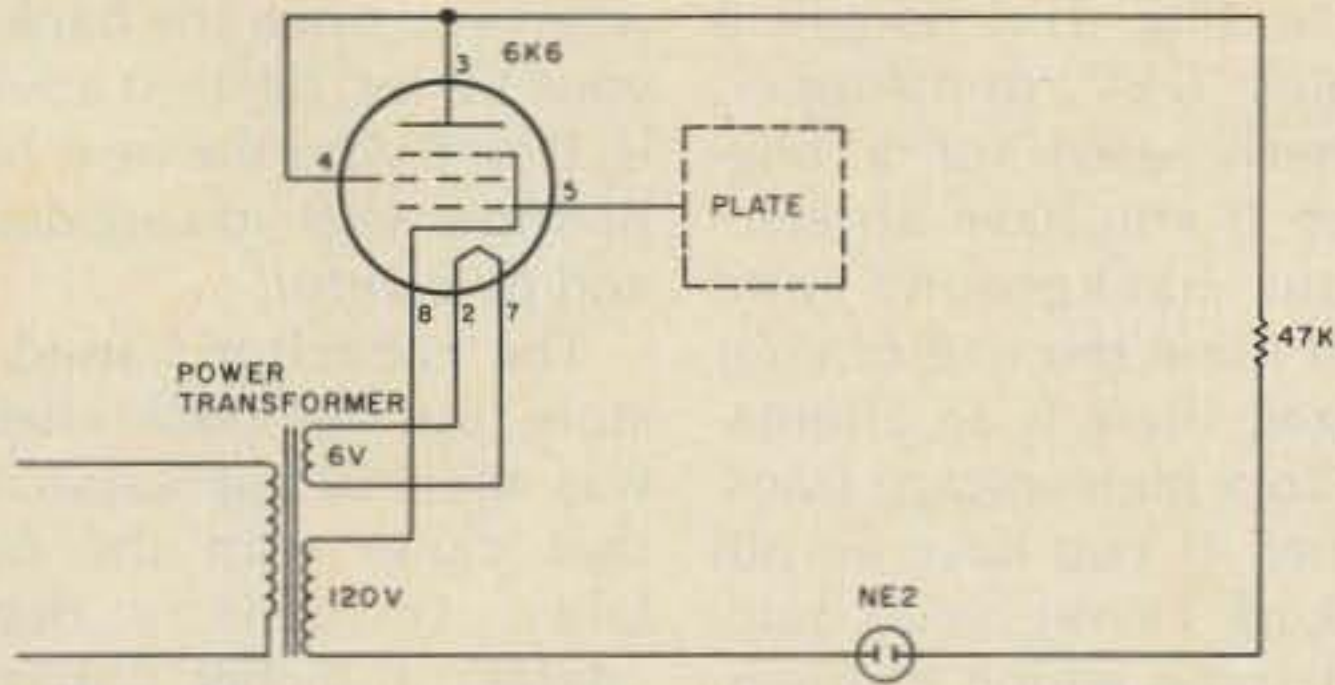 6K6
3
4
5
PLATE
8 2 7
47K
POWER
TRANSFORMER
6V
120V
NE2